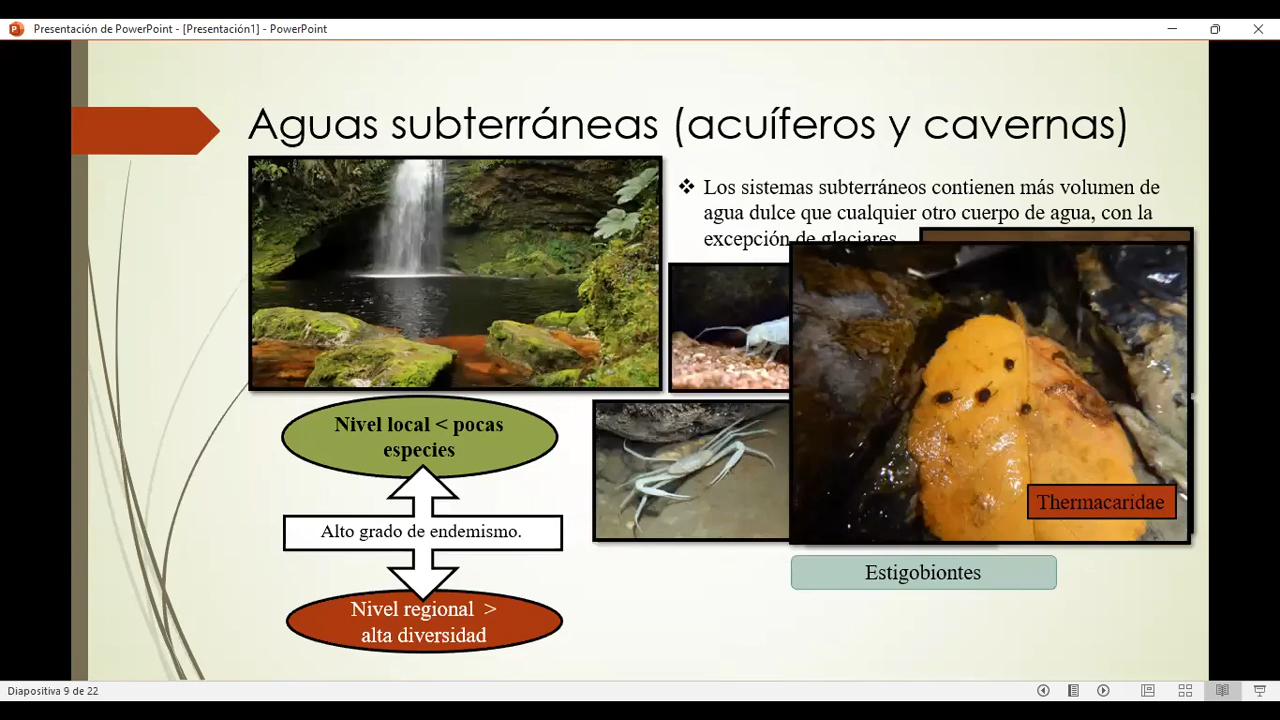 Presentación de PowerPoint - [Presentación1] - PowerPoint
Aguas subterráneas (acuíferos y cavernas)
❖ Los sistemas subterráneos contienen más volumen de
agua dulce que cualquier otro cuerpo de agua, con la
excepción de glaciares
Nivel local < pocas
especies
Alto grado de endemismo.
Nivel regional >
alta diversidad
Thermacaridae
Estigobiontes
Diapositiva 9 de 22